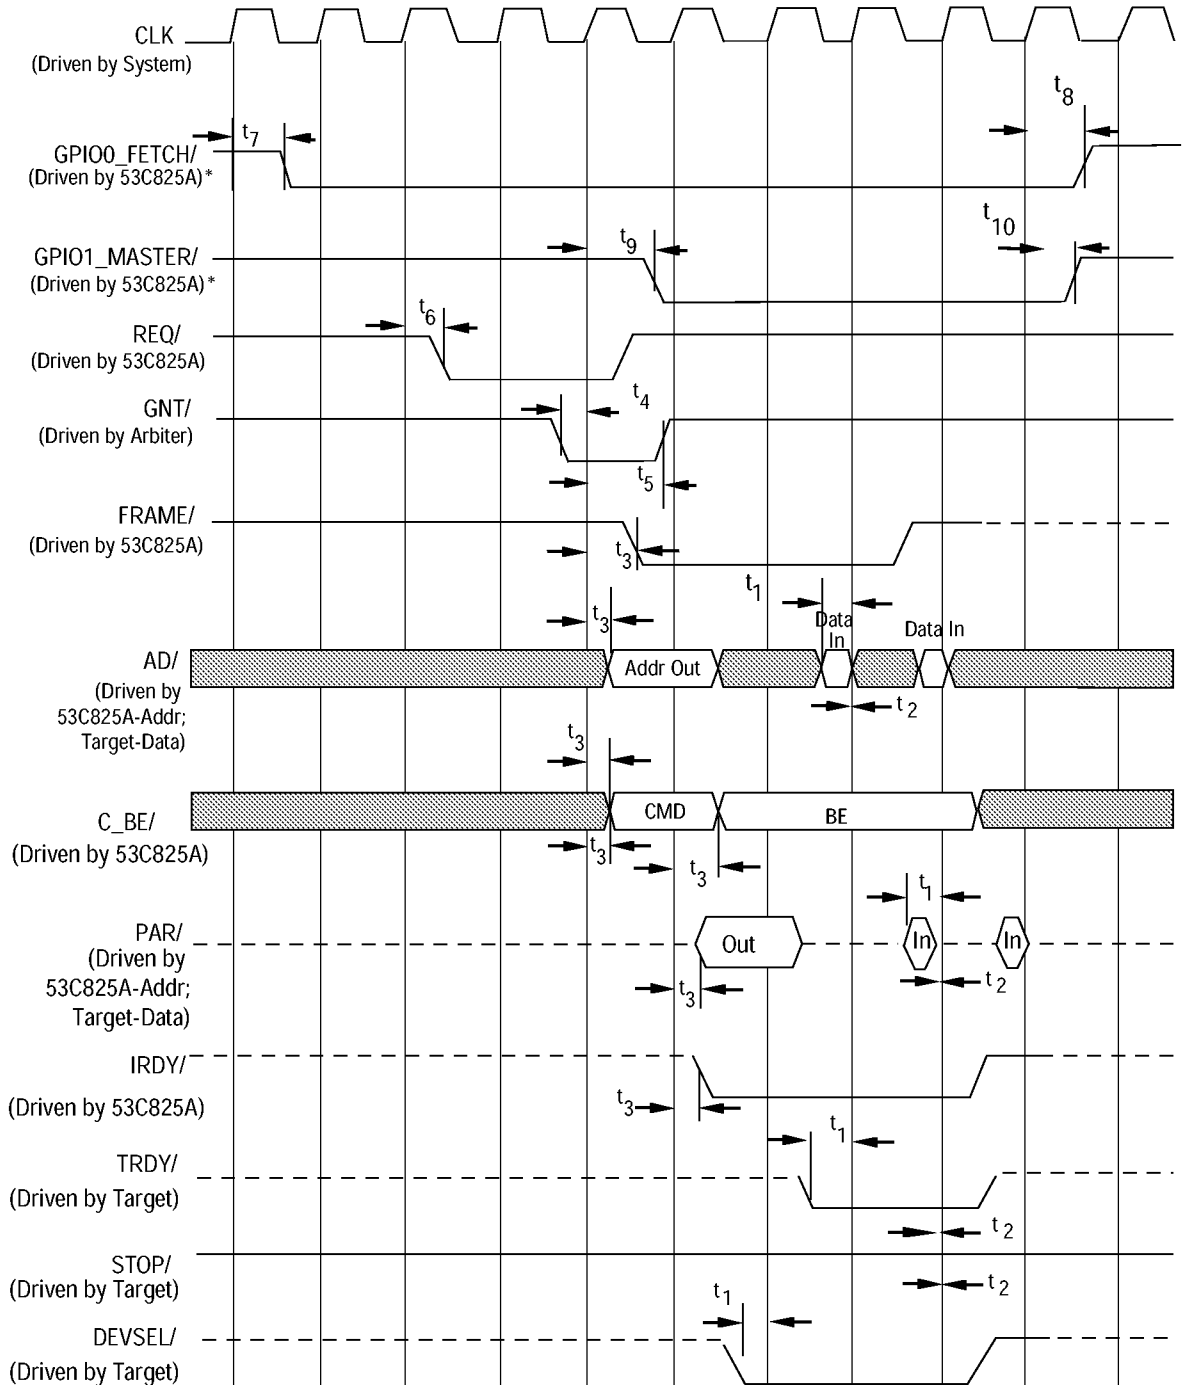 CLK
(Driven by System)
t8
t7
GPIO0_FETCH/
(Driven by 53C825A)*
t10
t9
GPIO1_MASTER/
(Driven by 53C825A)*
t6
REQ/
(Driven by 53C825A)
t4
GNT/
(Driven by Arbiter)
t5
FRAME/
(Driven by 53C825A)
t3
t1
t3
Data
In
Data In
AD/
Addr Out
(Driven by
53C825A-Addr;
Target-Data)
t2
t3
C_BE/
CMD
BE
(Driven by 53C825A)
t3
t3
t1
PAR/
Out
In
In
(Driven by
53C825A-Addr;
Target-Data)
t3
t2
IRDY/
(Driven by 53C825A)
t3
t1
TRDY/
(Driven by Target)
t2
STOP/
(Driven by Target)
t2
t1
DEVSEL/
(Driven by Target)